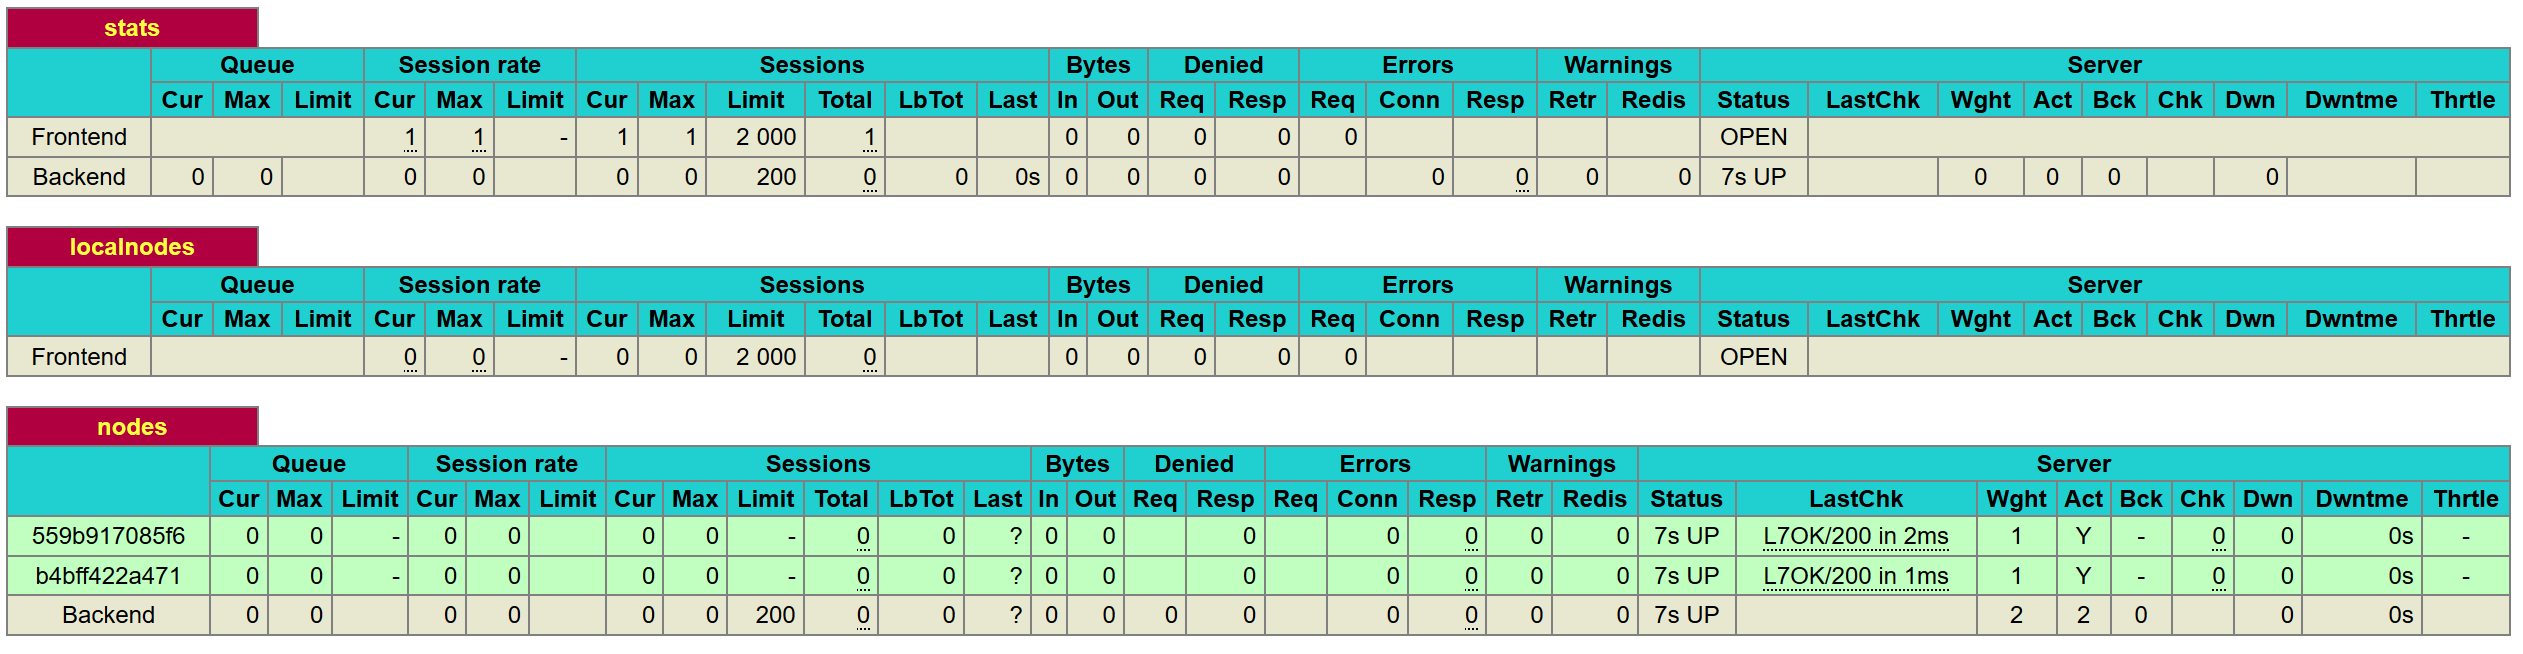 stats
Queue Session rate Sessions Bytes Denied Errors Warnings Server
Cur Max Limit Cur Max Limit Cur Max Limit Total LbTot Last In Out Req Resp Req Conn Resp Retr Redis Status LastChk Wght Act Bck Chk Dwn Dwntme Thrtle
Frontend 1 1 - 1 1 2 000 1 0 0 0 0 0 OPEN
Backend 0 0 0 0 0 0 200 0 0 0s 0 0 0 0 0 0 0 0 7s UP 0 0 0 0
localnodes
Queue Session rate Sessions Bytes Denied Errors Warnings Server
Cur Max Limit Cur Max Limit Cur Max Limit Total LbTot Last In Out Req Resp Req Conn Resp Retr Redis Status LastChk Wght Act Bck Chk Dwn Dwntme Thrtle
Frontend 0 0 - 0 0 2 000 0 0 0 0 0 0 OPEN
nodes
Queue Session rate Sessions Bytes Denied Errors Warnings Server
Cur Max Limit Cur Max Limit Cur Max Limit Total LbTot Last In Out Req Resp Req Conn Resp Retr Redis Status LastChk Wght Act Bck Chk Dwn Dwntme Thrtle
559b917085f6 0 0 - 0 0 0 0 - 0 0 ? 0 0 0 0 0 0 0 7s UP L7OK/200 in 2ms 1 Y - 0 0 0s -
b4bff422a471 0 0 - 0 0 0 0 - 0 0 ? 0 0 0 0 0 0 0 7s UP L7OK/200 in 1ms 1 Y - 0 0 0s -
Backend 0 0 0 0 0 0 200 0 0 ? 0 0 0 0 0 0 0 0 7s UP 2 2 0 0 0s